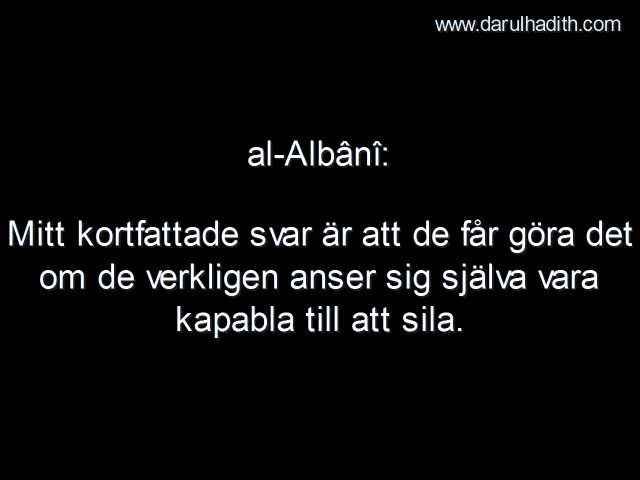 www.darulhadith.com
al-Albânî:
Mitt kortfattade svar är att de får göra det
om de verkligen anser sig själva vara
kapabla till att sila.